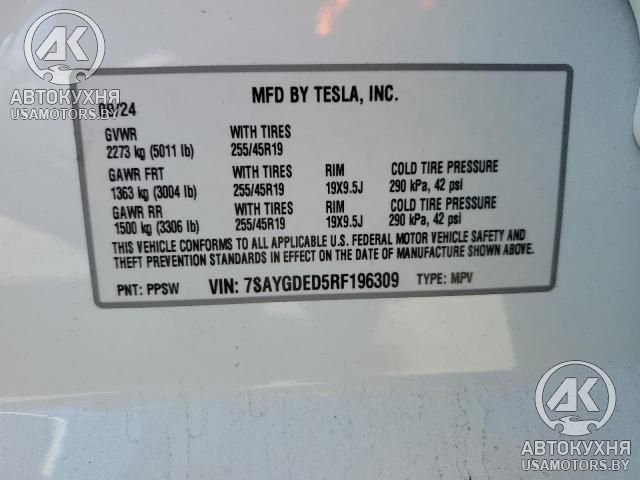 AK
АВТОКУХНЯ
USAMOTORS.BY
MFD BY TESLA, INC.
09/24
GVWR WITH TIRES
2273 kg (5011 lb) 255/45R19
GAWR FRT WITH TIRES RIM COLD TIRE PRESSURE
1363 kg (3004 lb) 255/45R19 19X9.5J 290 kPa, 42 psi
GAWR RR WITH TIRES RIM COLD TIRE PRESSURE
1500 kg (3306 lb) 255/45R19 19X9.5J 290 kPa, 42 psi
THIS VEHICLE CONFORMS TO ALL APPLICABLE U.S. FEDERAL MOTOR VEHICLE SAFETY AND
THEFT PREVENTION STANDARDS IN EFFECT ON THE DATE OF MANUFACTURE SHOWN ABOVE.
PNT: PPSW VIN: 7SAYGDED5RF196309 TYPE: MPV
AK
АВТОКУХНЯ
USAMOTORS.BY